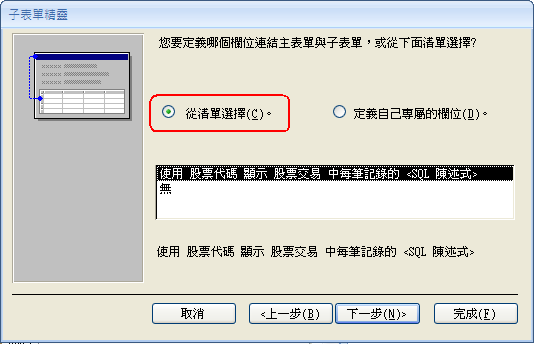 子表單精靈
您要定義哪個欄位連結主表單與子表單，或從下面清單選擇?
從清單選擇(C)。
定義自己專屬的欄位(D)。
使用 股票代碼 顯示 股票交易 中每筆記錄的 <SQL 陳述式>
無
使用 股票代碼 顯示 股票交易 中每筆記錄的 <SQL 陳述式>
取消
<上一步(B)
下一步(N)>
完成(F)